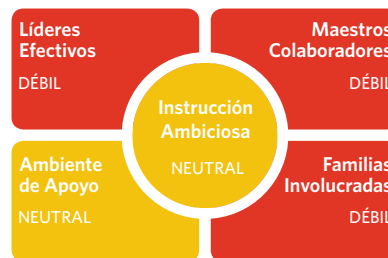 Líderes
Efectivos
DÉBIL
Maestros
Colaboradores
DÉBIL
Instrucción
Ambiciosa
NEUTRAL
Ambiente
de Apoyo
NEUTRAL
Familias
Involucradas
DÉBIL